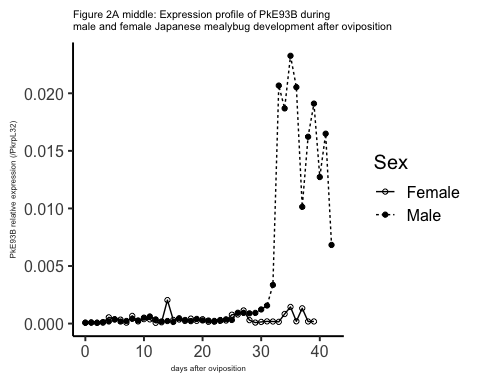 Figure 2A middle: Expression profile of PkE93B during
male and female Japanese mealybug development after oviposition
PkE93B relative expression (/PkrpL32)
0.020
0.015
0.010
0.005
0.000
0
10
20
30
40
days after oviposition
Sex
Female
Male